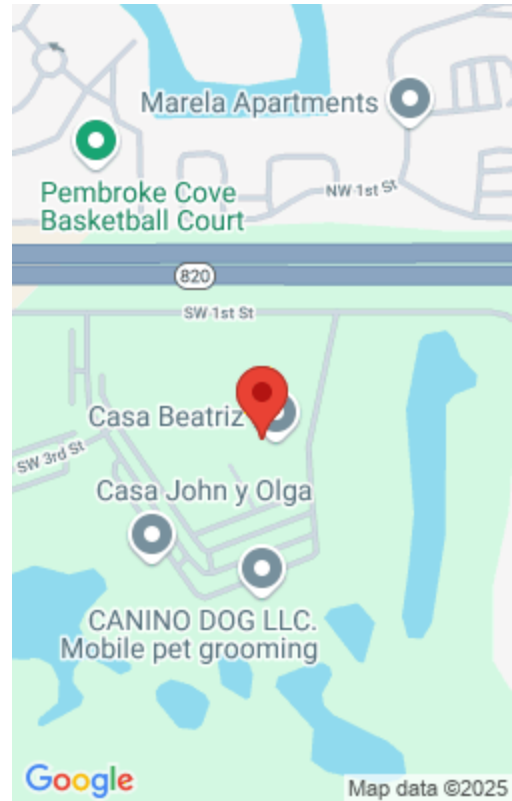 Marela Apartments
Pembroke Cove
Basketball Court
NW 1st St
820
SW 1st St
Casa Beatriz
SW 3rd St
Casa John y Olga
CANINO DOG LLC.
Mobile pet grooming
Google
Map data ©2025